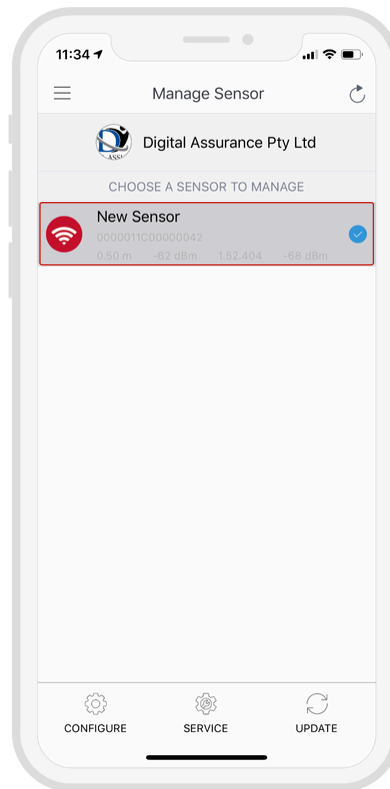 11:34
Manage Sensor
Digital Assurance Pty Ltd
CHOOSE A SENSOR TO MANAGE
New Sensor
0000011C00000042
0.50 m -62 dBm 1.52.404 -68 dBm
CONFIGURE SERVICE UPDATE